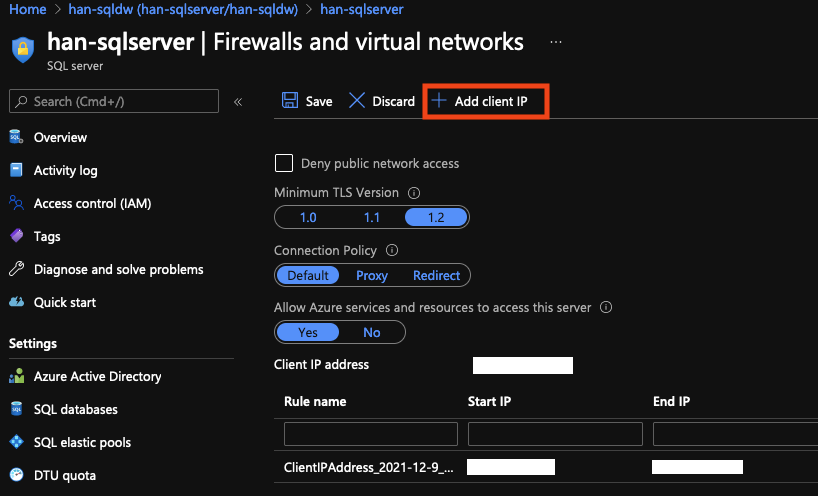 Home > han-sqldw (han-sqlserver/han-sqldw) > han-sqlserver
han-sqlserver | Firewalls and virtual networks ...
SQL server
Search (Cmd+/) «
Save Discard + Add client IP
Overview
Activity log
Access control (IAM)
Tags
Diagnose and solve problems
Quick start
Settings
Azure Active Directory
SQL databases
SQL elastic pools
DTU quota
Deny public network access
Minimum TLS Version
1.0 1.1 1.2
Connection Policy
Default Proxy Redirect
Allow Azure services and resources to access this server
Yes No
Client IP address
Rule name Start IP End IP
ClientIPAddress_2021-12-9_...